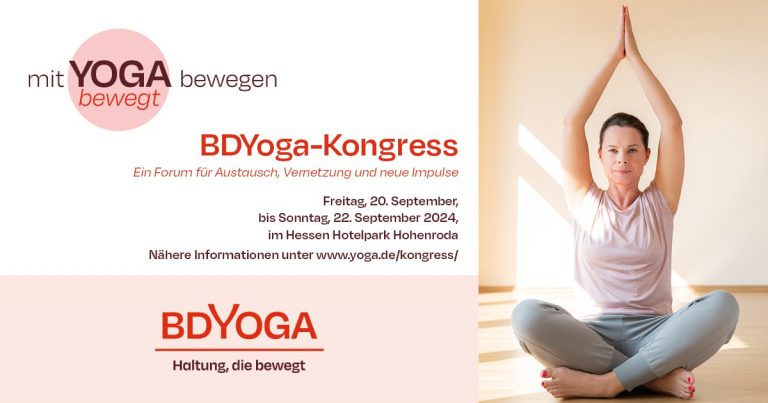 mit YOGA bewegen
bewegt
BDYoga-Kongress
Ein Forum für Austausch, Vernetzung und neue Impulse
Freitag, 20. September,
bis Sonntag, 22. September 2024,
im Hessen Hotelpark Hohenroda
Nähere Informationen unter www.yoga.de/kongress/
BDYOGA
Haltung, die bewegt